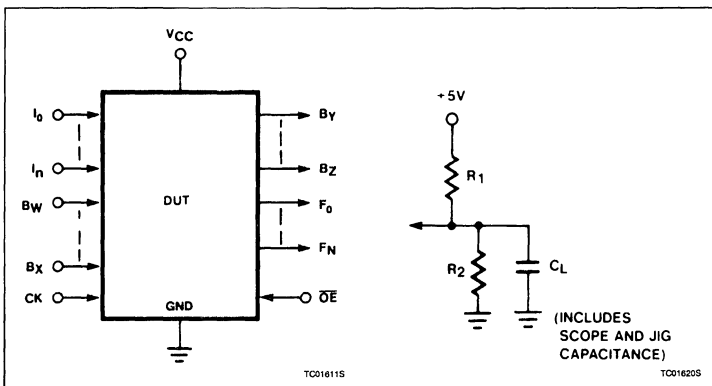 VCC
I0
In
BW
BX
CK
DUT
GND
BY
BZ
F0
FN
OE
TC01611S
+5V
R1
R2
CL
(INCLUDES
SCOPE AND JIG
CAPACITANCE)
TC01620S